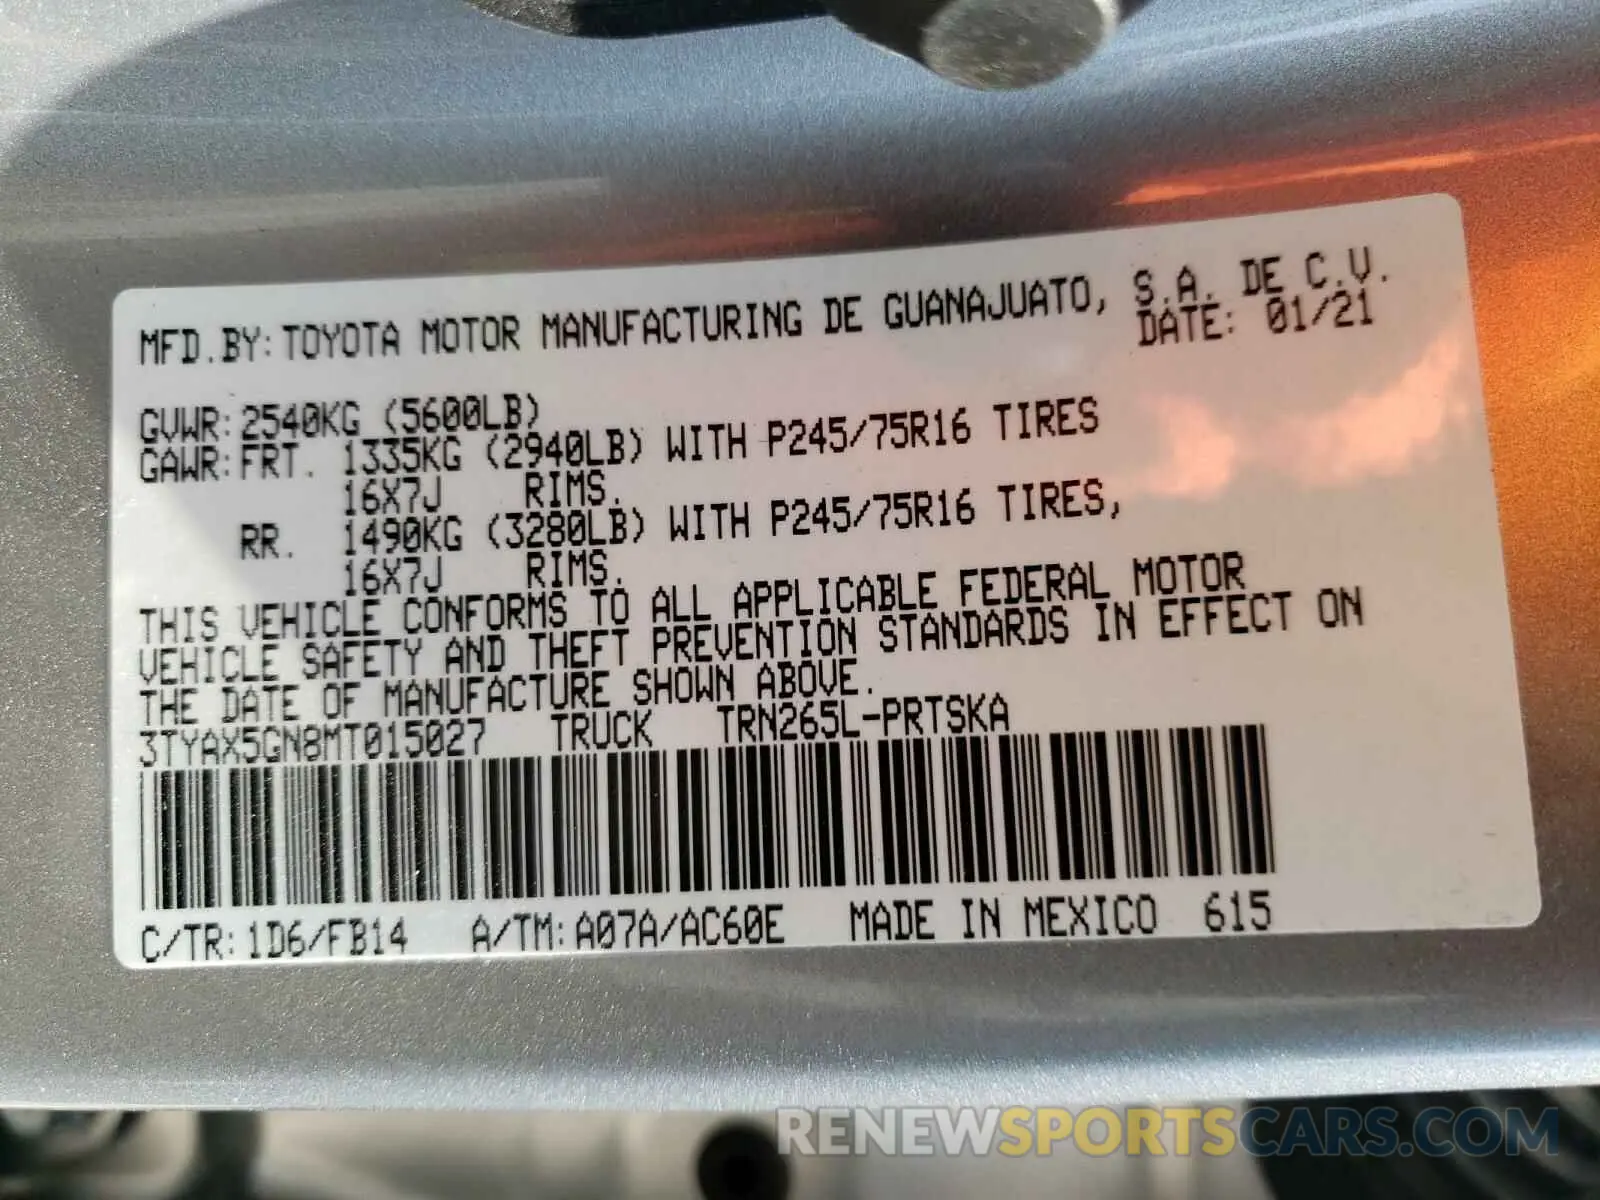 MFD.BY:TOYOTA MOTOR MANUFACTURING DE GUANAJUATO, S.A. DE C.V.
DATE: 01/21
GVWR:2540KG (5600LB)
GAWR:FRT. 1335KG (2940LB) WITH P245/75R16 TIRES
16X7J RIMS.
RR. 1490KG (3280LB) WITH P245/75R16 TIRES,
16X7J RIMS.
THIS VEHICLE CONFORMS TO ALL APPLICABLE FEDERAL MOTOR
VEHICLE SAFETY AND THEFT PREVENTION STANDARDS IN EFFECT ON
THE DATE OF MANUFACTURE SHOWN ABOVE.
3TYAX5GN8MT015027 TRUCK TRN265L-PRTSKA
C/TR:1D6/FB14 A/TM:A07A/AC60E MADE IN MEXICO 615
RENEWSPORTSCARS.COM